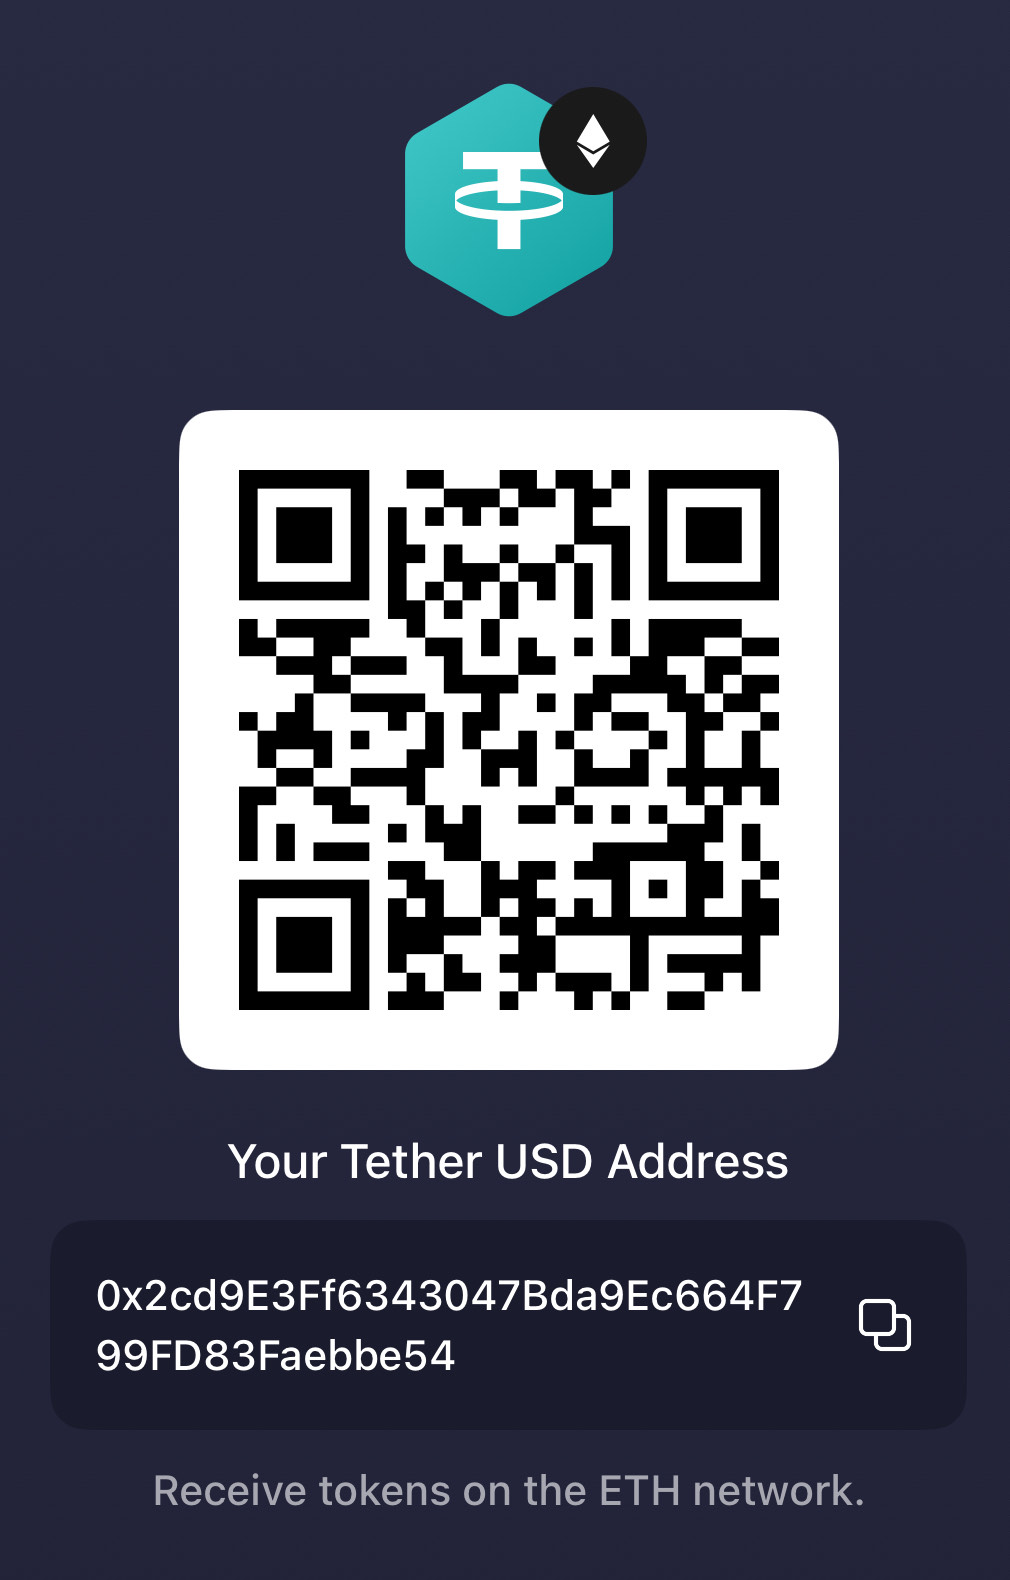 Your Tether USD Address
0x2cd9E3Ff6343047Bda9Ec664F7
99FD83Faebbe54
Receive tokens on the ETH network.